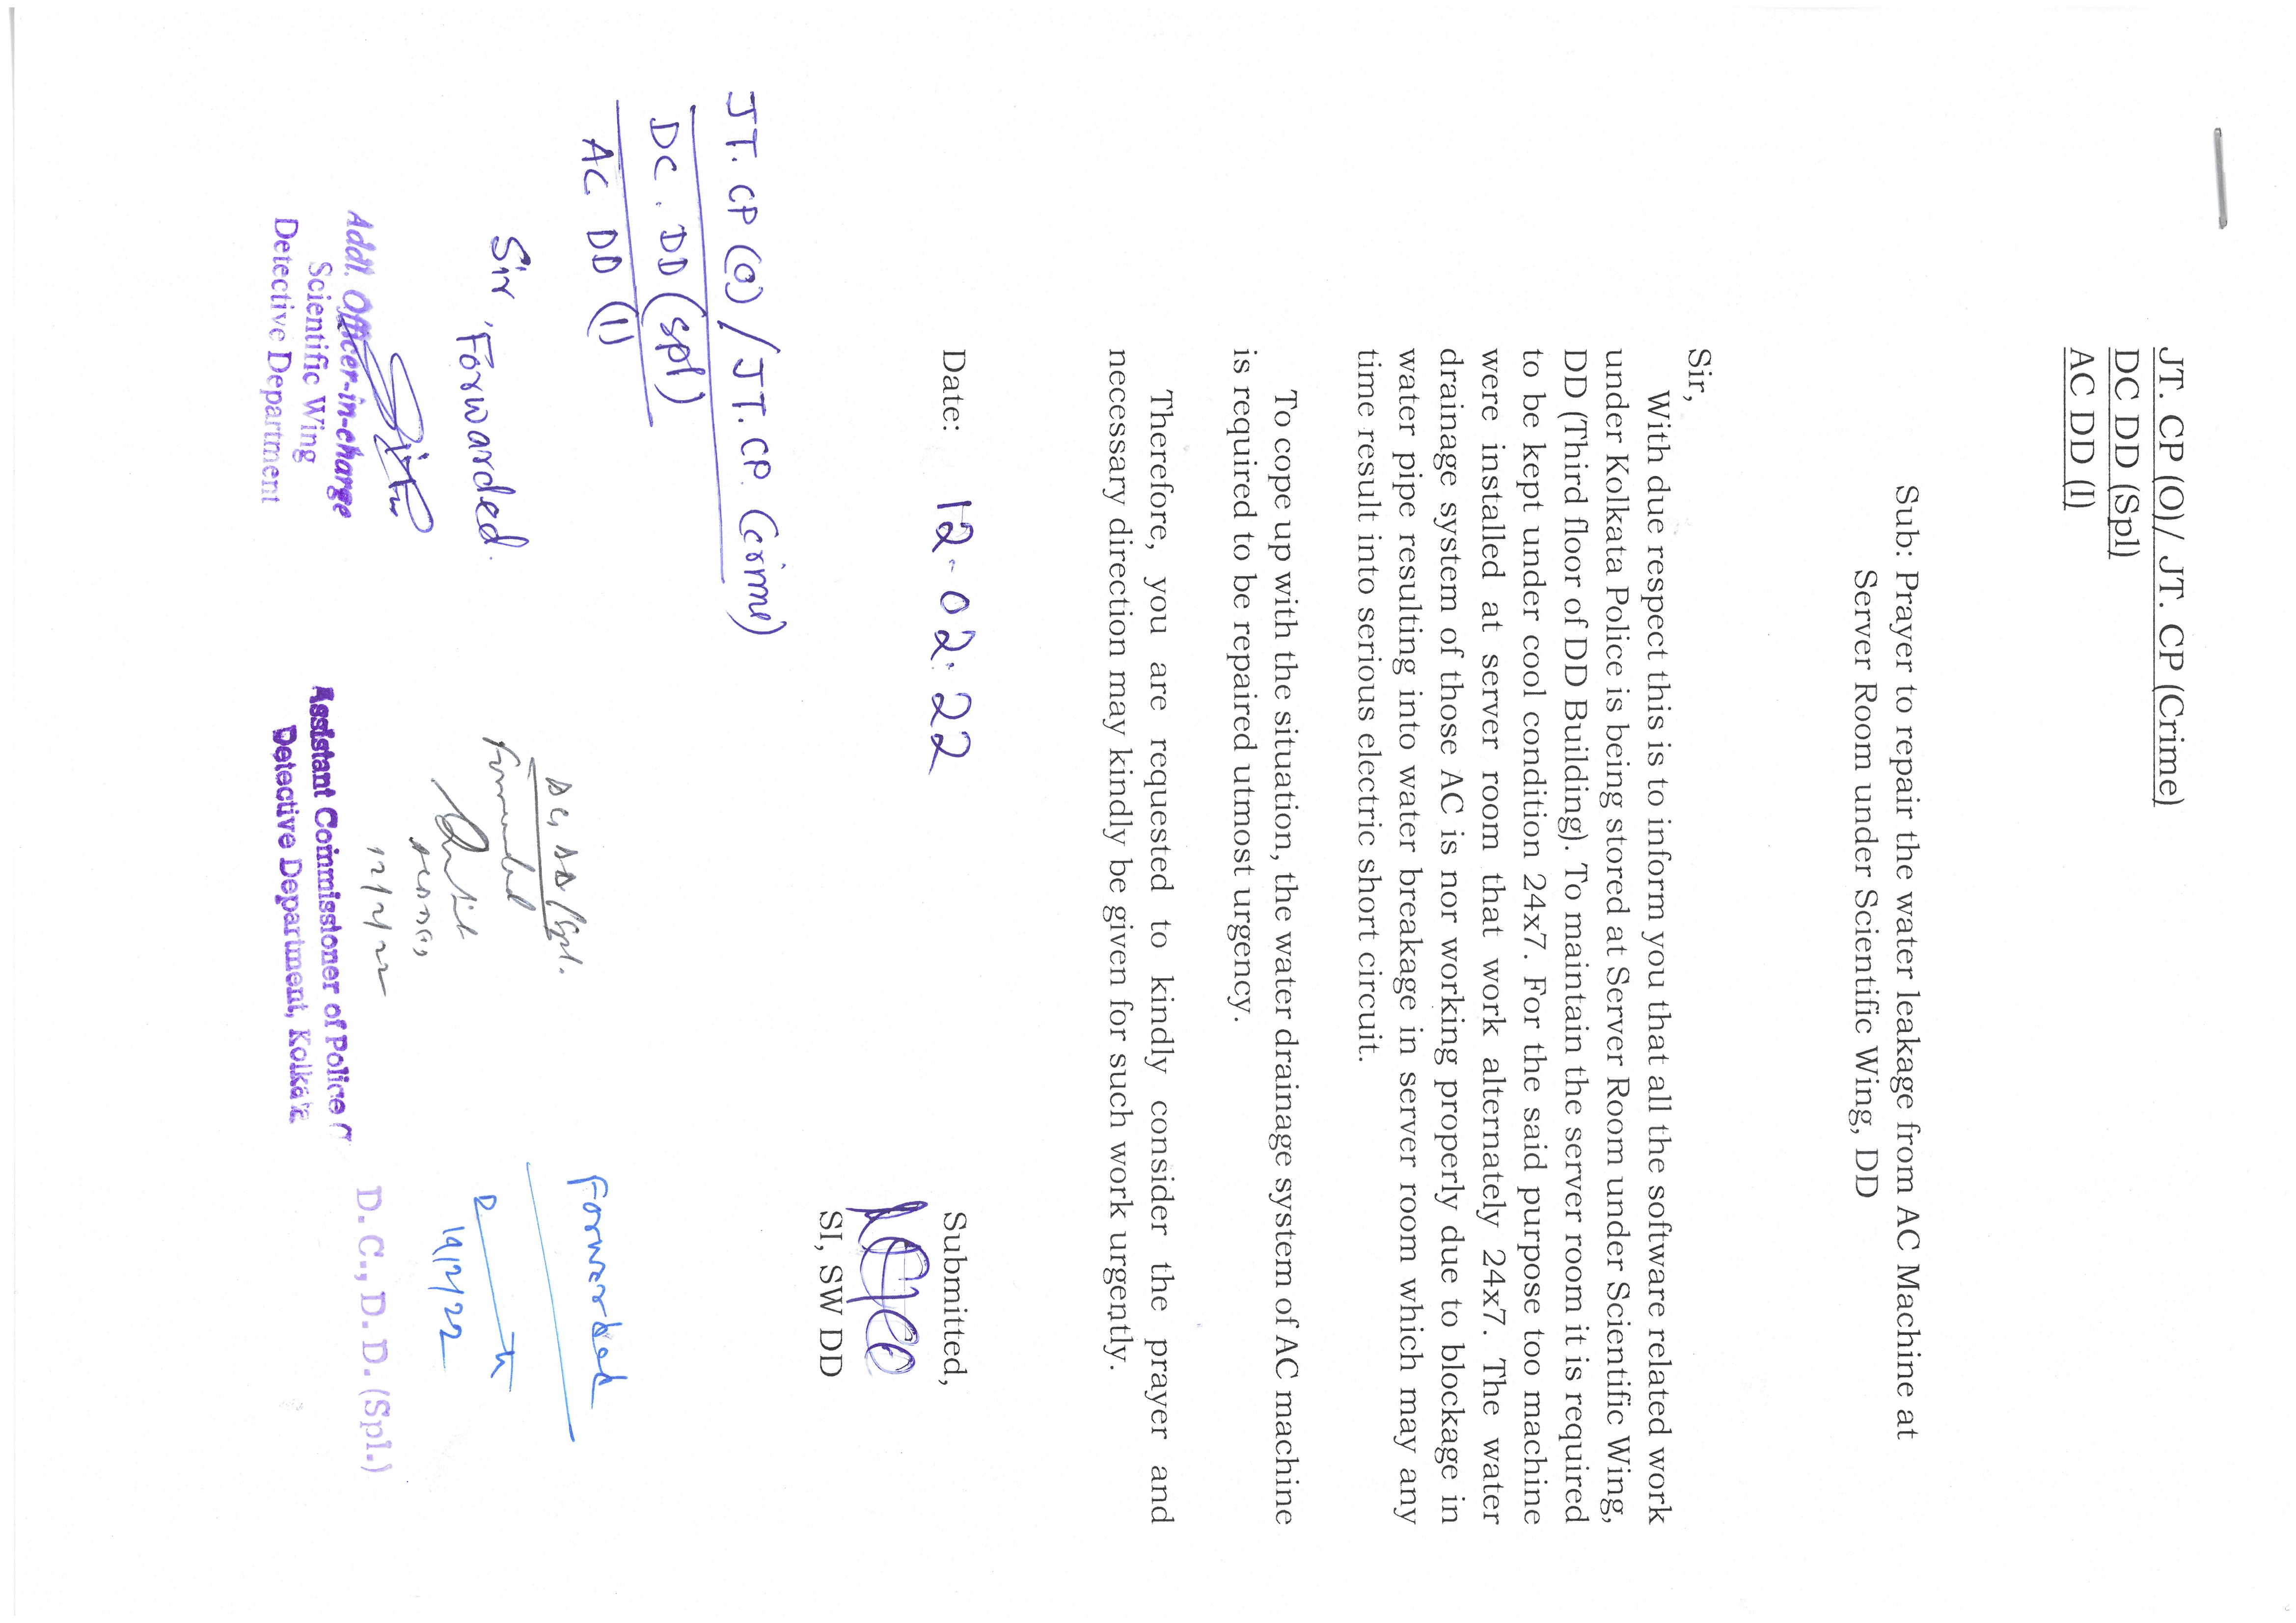 JT. CP (O)/ JT. CP (Crime)
DC DD (Spl)
AC DD (I)
Sub: Prayer to repair the water leakage from AC Machine at
Server Room under Scientific Wing, DD
Sir,
With due respect this is to inform you that all the software related work
under Kolkata Police is being stored at Server Room under Scientific Wing,
DD (Third floor of DD Building). To maintain the server room it is required
to be kept under cool condition 24x7. For the said purpose too machine
were installed at server room that work alternately 24x7. The water
drainage system of those AC is nor working properly due to blockage in
water pipe resulting into water breakage in server room which may any
time result into serious electric short circuit.
To cope up with the situation, the water drainage system of AC machine
is required to be repaired utmost urgency.
Therefore, you are requested to kindly consider the prayer and
necessary direction may kindly be given for such work urgently.
Date: 12-02-22
Submitted,
SI, SW DD
JT. CP (O) / JT. CP. (crime)
DC. DD (spl)
AC DD (I)
Sir, Forwarded.
Addl. Officer-in-charge
Scientific Wing
Detective Department
DC, DD/Spl.
Forwarded
12/2/22
Assistant Commissioner of Police
Detective Department, Kolkata
Forwarded
D. C., D. D. (Spl.)